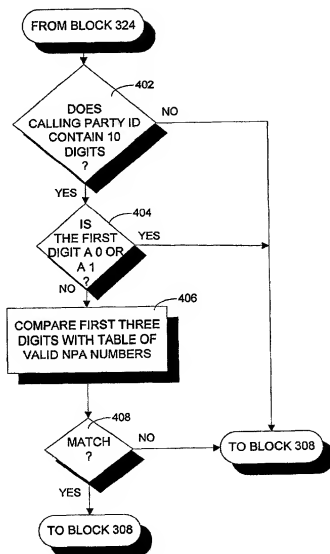 FROM BLOCK 324
402
DOES
CALLING PARTY ID
CONTAIN 10
DIGITS
?
NO
YES
404
IS
THE FIRST
DIGIT A 0 OR
A 1
?
YES
NO
406
COMPARE FIRST THREE
DIGITS WITH TABLE OF
VALID NPA NUMBERS
408
MATCH
?
NO
TO BLOCK 308
YES
TO BLOCK 308